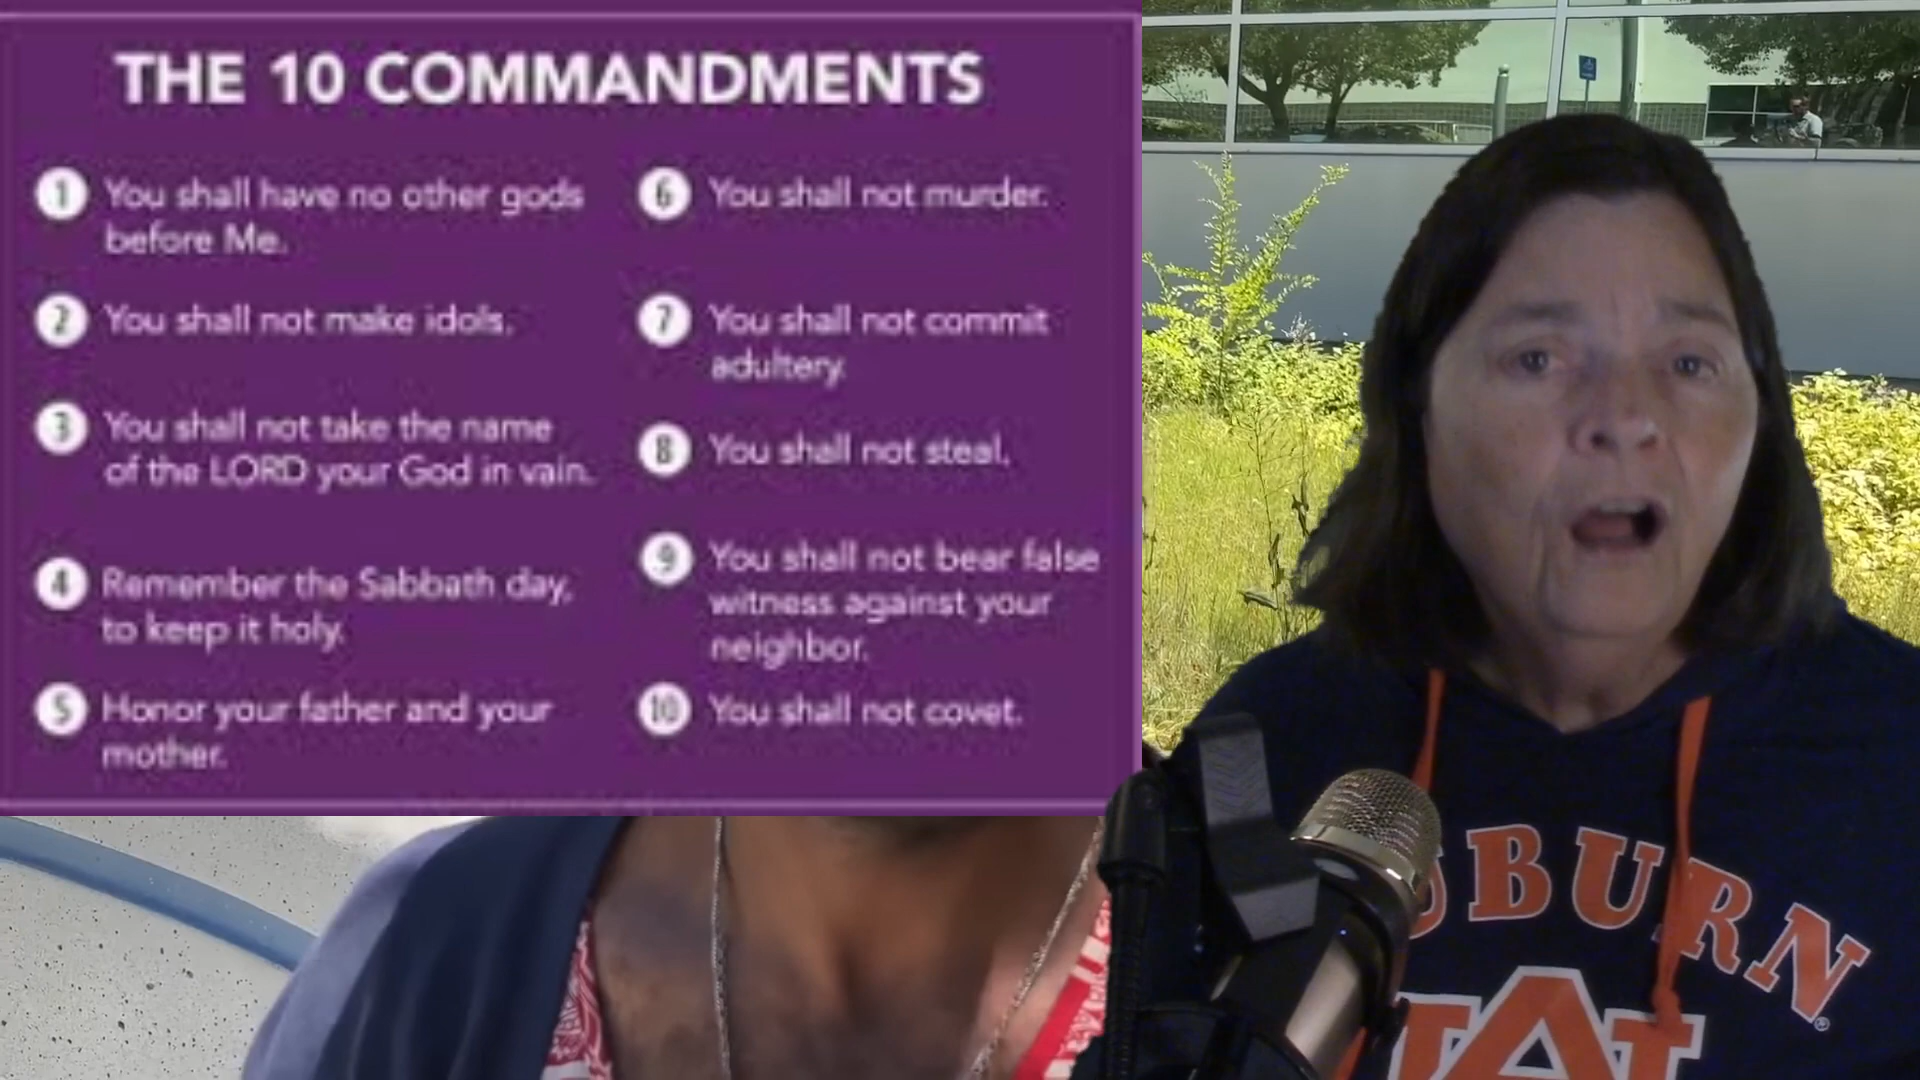 THE 10 COMMANDMENTS
1 You shall have no other gods
before Me.
2 You shall not make idols.
3 You shall not take the name
of the LORD your God in vain.
4 Remember the Sabbath day,
to keep it holy.
5 Honor your father and your
mother.
6 You shall not murder.
7 You shall not commit
adultery.
8 You shall not steal.
9 You shall not bear false
witness against your
neighbor.
10 You shall not covet.
UBURN
AU